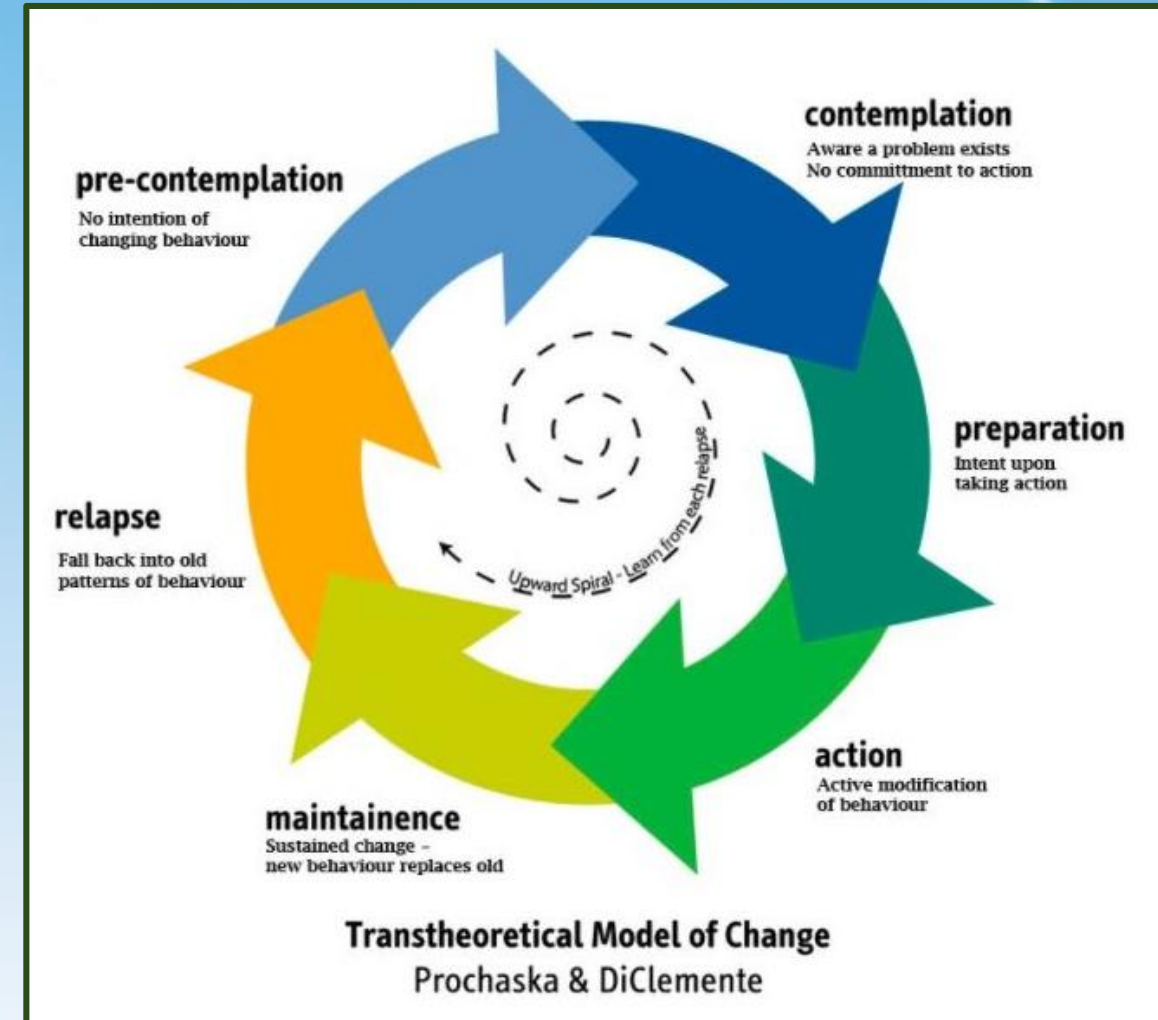 pre-contemplation
No intention of
changing behaviour
contemplation
Aware a problem exists
No committment to action
preparation
Intent upon
taking action
action
Active modification
of behaviour
maintainence
Sustained change –
new behaviour replaces old
relapse
Fall back into old
patterns of behaviour
Upward Spiral - Learn from each relapse
Transtheoretical Model of Change
Prochaska & DiClemente